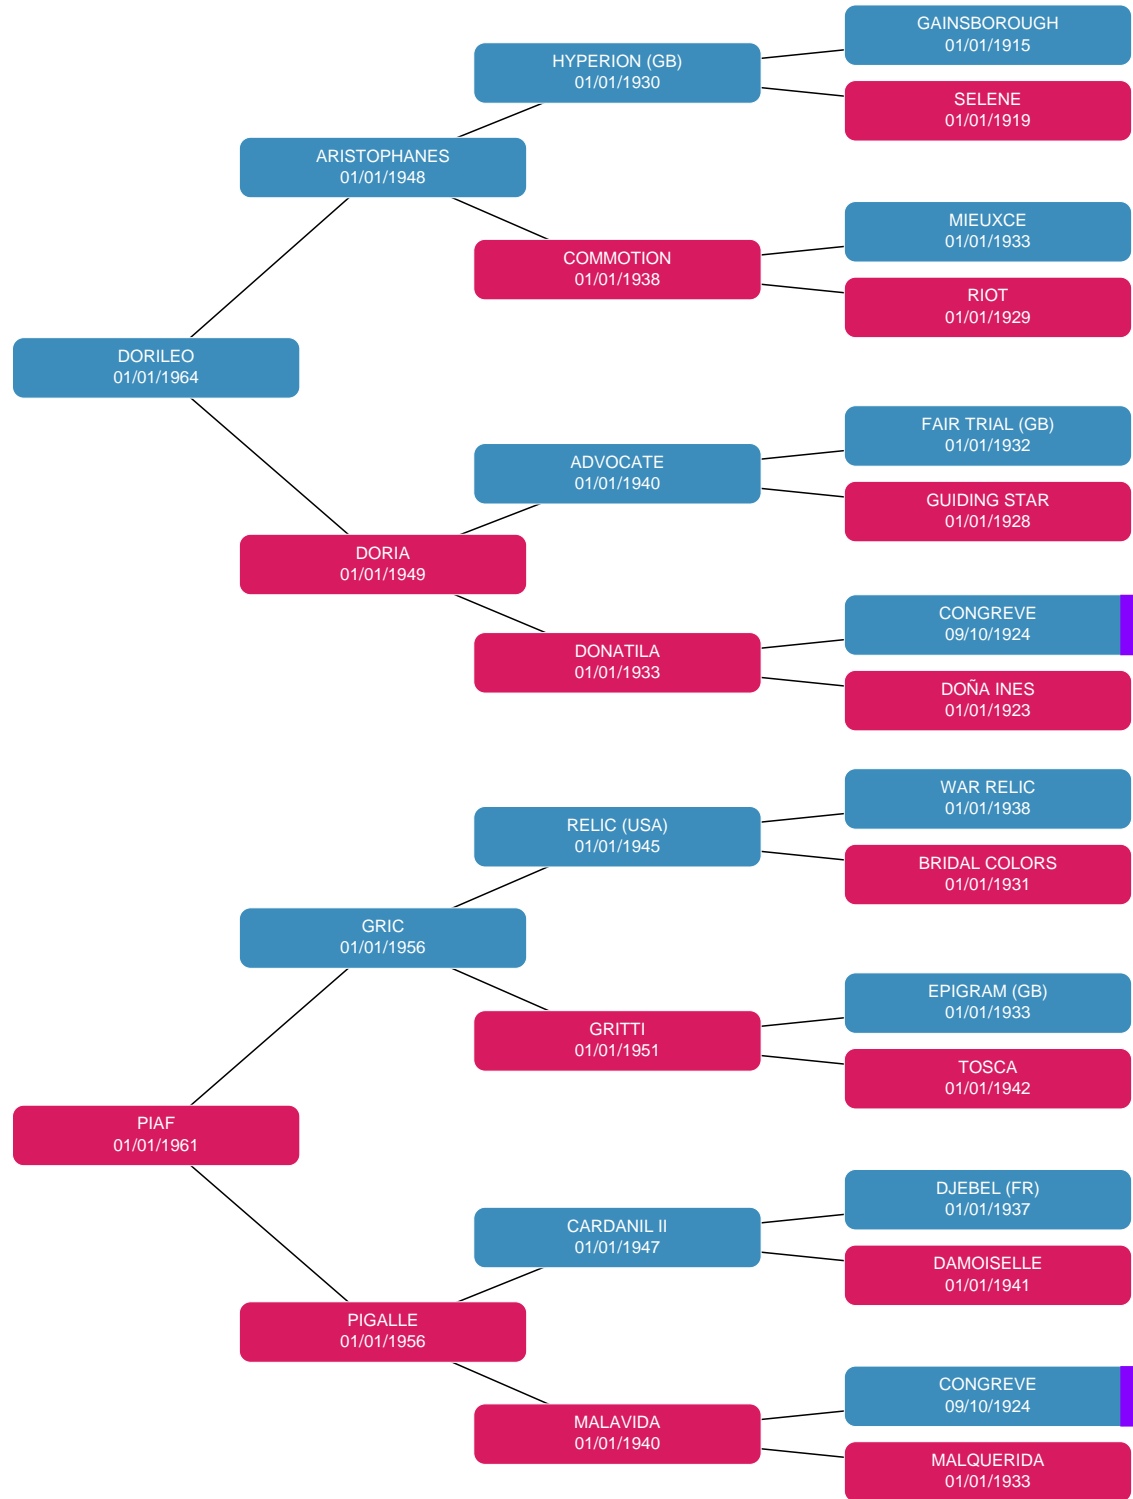 GAINSBOROUGH
01/01/1915
HYPERION (GB)
01/01/1930
SELENE
01/01/1919
ARISTOPHANES
01/01/1948
MIEUXCE
01/01/1933
COMMOTION
01/01/1938
RIOT
01/01/1929
DORILEO
01/01/1964
FAIR TRIAL (GB)
01/01/1932
ADVOCATE
01/01/1940
GUIDING STAR
01/01/1928
DORIA
01/01/1949
CONGREVE
09/10/1924
DONATILA
01/01/1933
DOÑA INES
01/01/1923
WAR RELIC
01/01/1938
RELIC (USA)
01/01/1945
BRIDAL COLORS
01/01/1931
GRIC
01/01/1956
EPIGRAM (GB)
01/01/1933
GRITTI
01/01/1951
TOSCA
01/01/1942
PIAF
01/01/1961
DJEBEL (FR)
01/01/1937
CARDANIL II
01/01/1947
DAMOISELLE
01/01/1941
PIGALLE
01/01/1956
CONGREVE
09/10/1924
MALAVIDA
01/01/1940
MALQUERIDA
01/01/1933